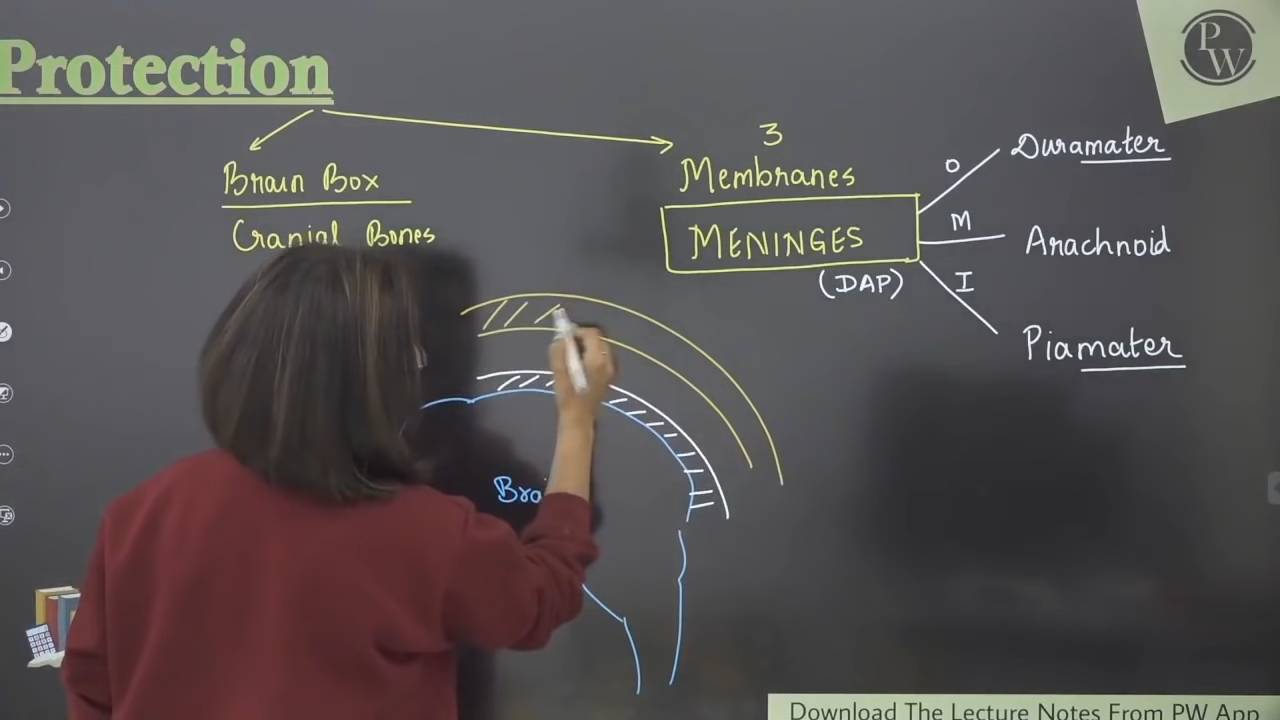 Protection
PW
Brain Box
Cranial Bones
3
Membranes
MENINGES
(DAP)
O
Duramater
M
Arachnoid
I
Piamater
Download The Lecture Notes From PW App